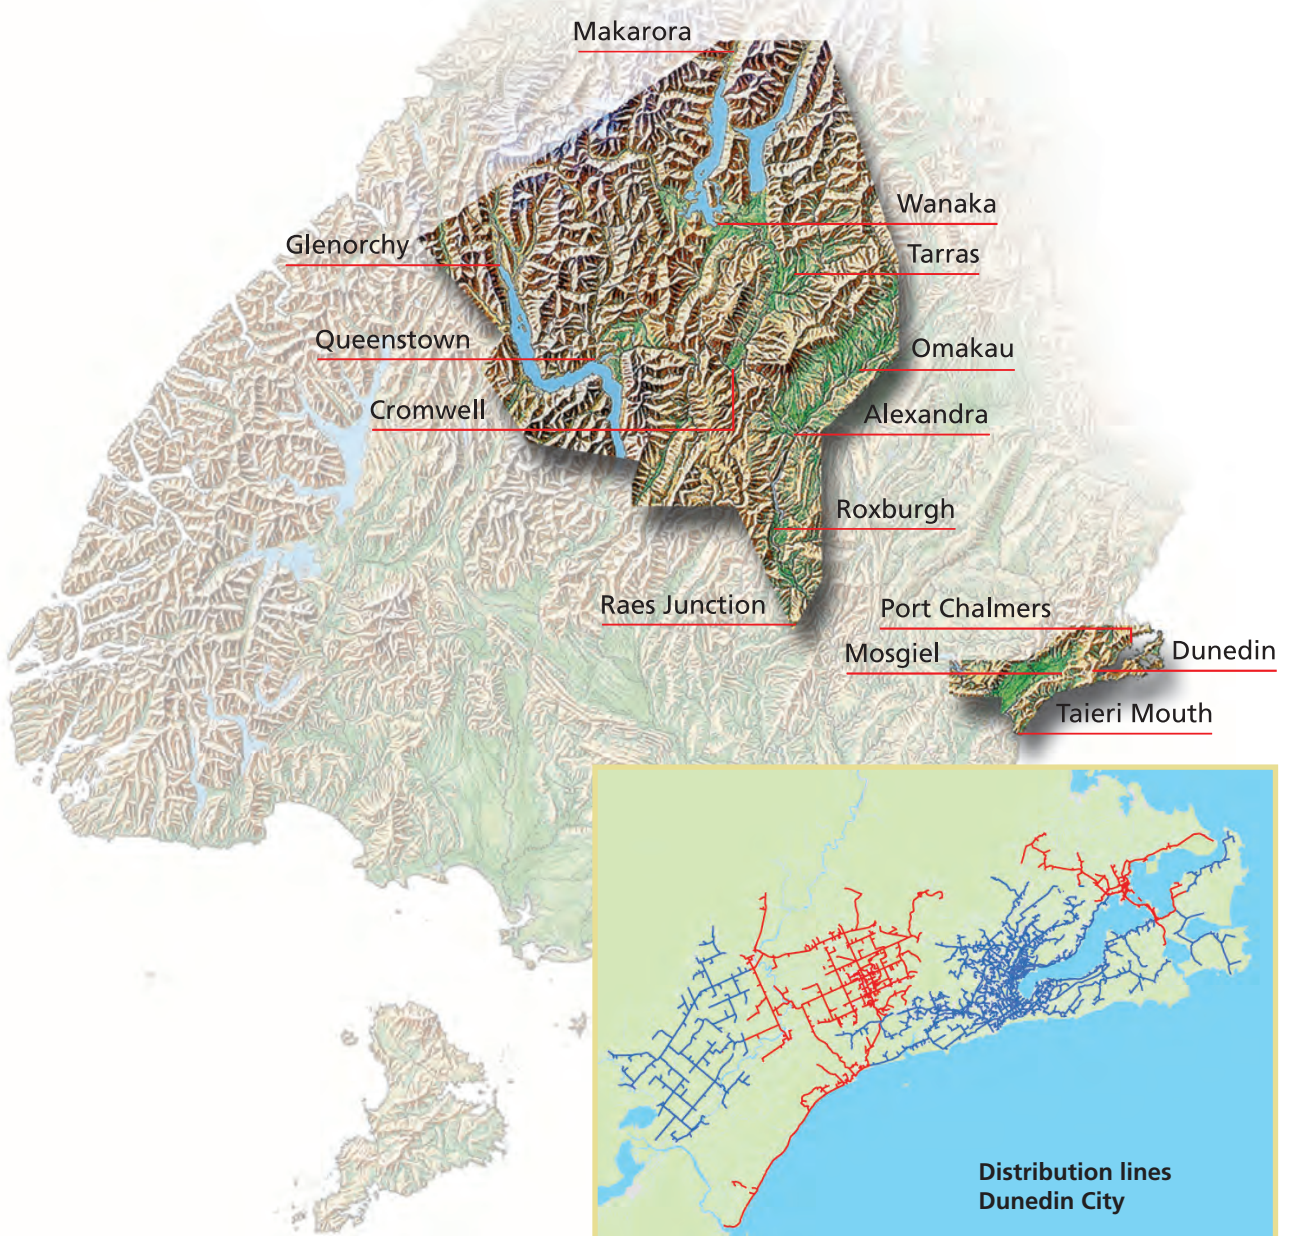 Makarora
Wanaka
Glenorchy
Tarras
Queenstown
Omakau
Cromwell
Alexandra
Roxburgh
Raes Junction
Port Chalmers
Mosgiel
Dunedin
Taieri Mouth
Distribution lines
Dunedin City